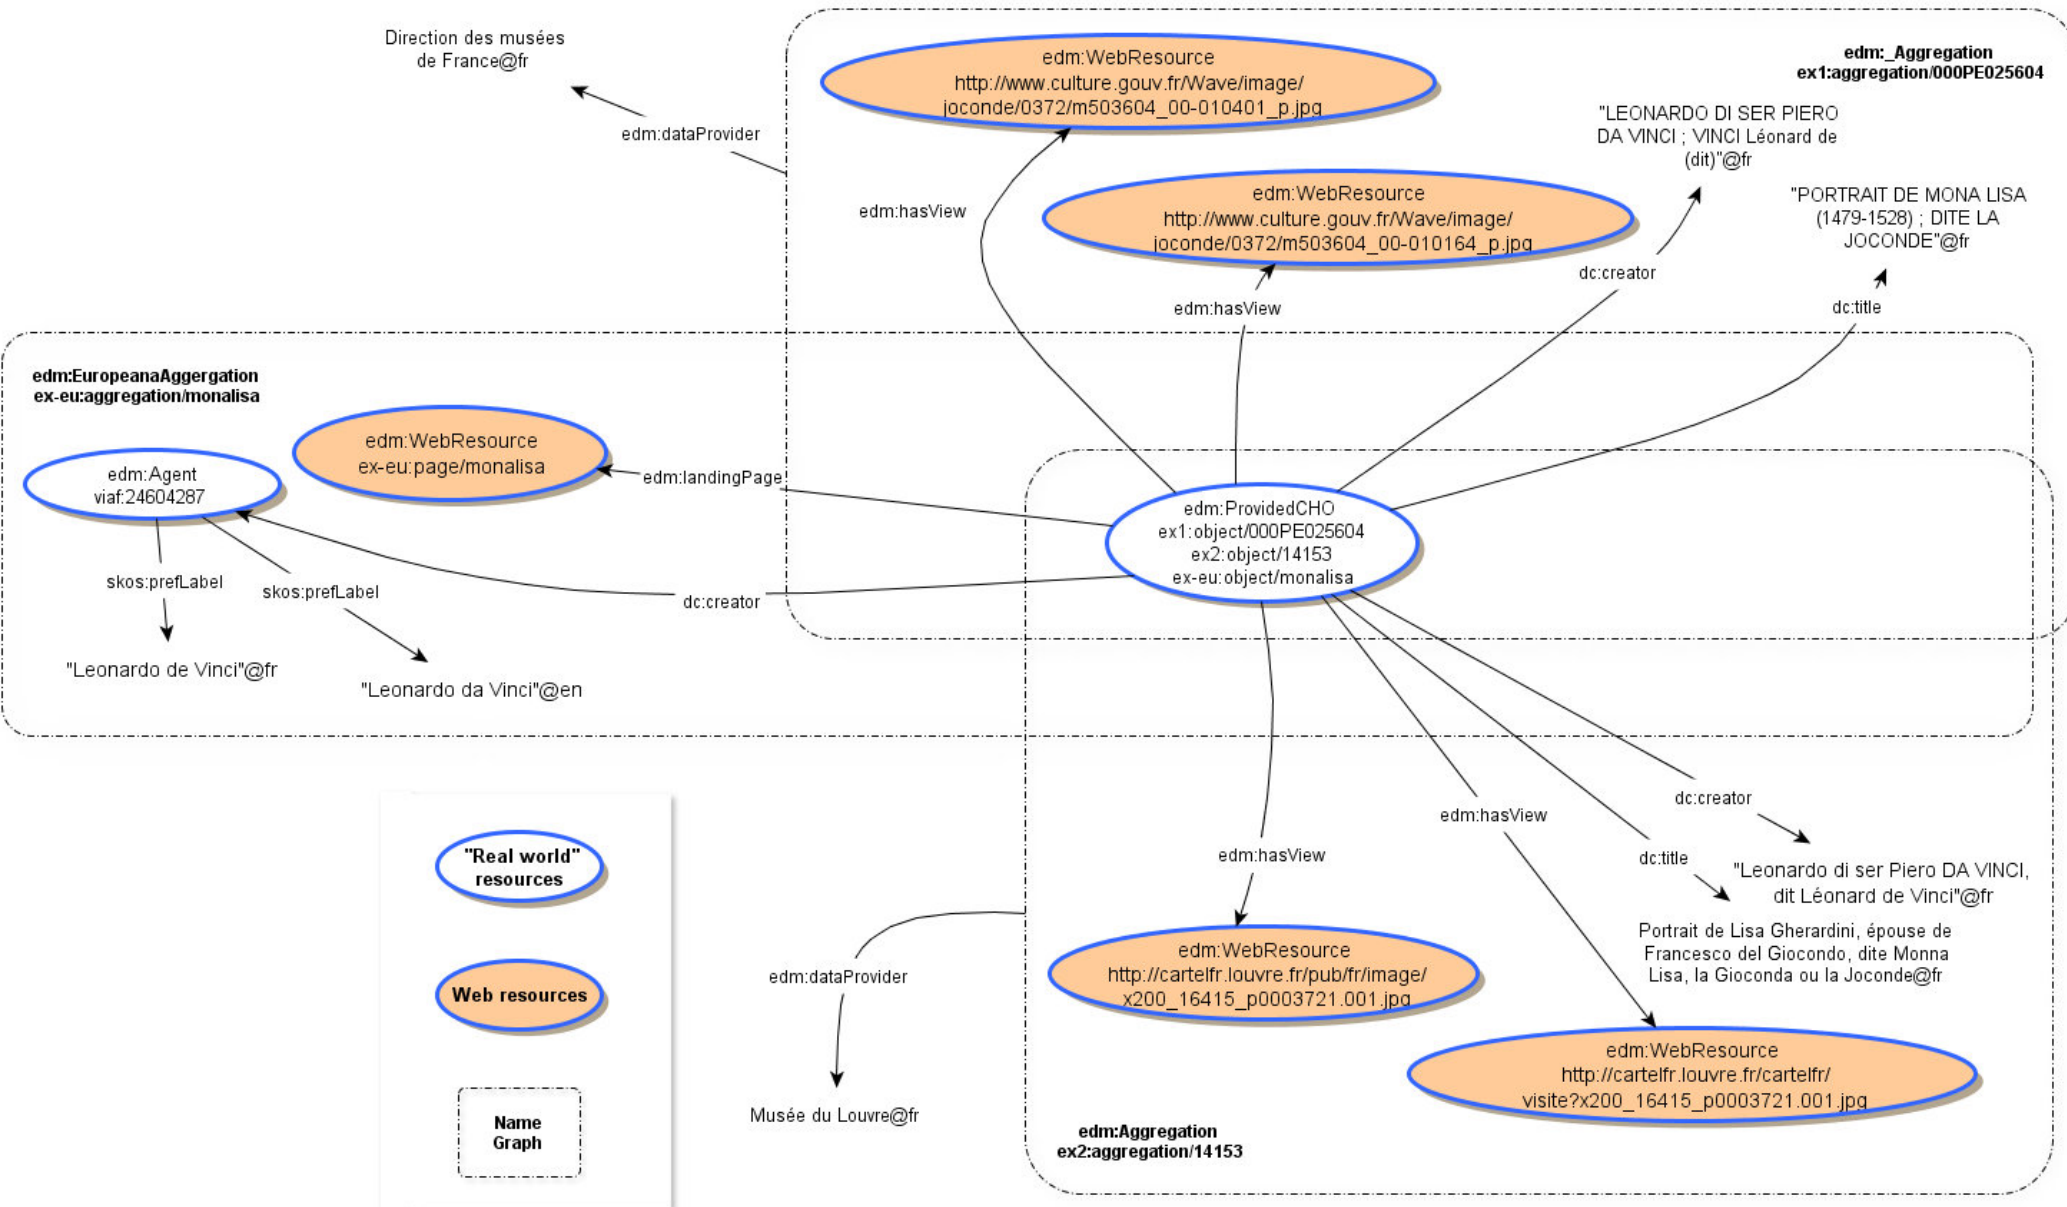 Direction des musées
de France@fr
edm:dataProvider
edm:WebResource
http://www.culture.gouv.fr/Wave/image/
joconde/0372/m503604_00-010401_p.jpg
edm:_Aggregation
ex1:aggregation/000PE025604
"LEONARDO DI SER PIERO
DA VINCI ; VINCI Léonard de
(dit)"@fr
edm:hasView
edm:WebResource
http://www.culture.gouv.fr/Wave/image/
joconde/0372/m503604_00-010164_p.jpg
"PORTRAIT DE MONA LISA
(1479-1528) ; DITE LA
JOCONDE"@fr
dc:creator
edm:hasView
dc:title
edm:EuropeanaAggergation
ex-eu:aggregation/monalisa
edm:WebResource
ex-eu:page/monalisa
edm:Agent
viaf:24604287
edm:landingPage
edm:ProvidedCHO
ex1:object/000PE025604
ex2:object/14153
ex-eu:object/monalisa
skos:prefLabel
skos:prefLabel
dc:creator
"Leonardo de Vinci"@fr
"Leonardo da Vinci"@en
"Real world"
resources
Web resources
Name
Graph
edm:dataProvider
Musée du Louvre@fr
edm:hasView
edm:hasView
dc:creator
dc:title
"Leonardo di ser Piero DA VINCI,
dit Léonard de Vinci"@fr
Portrait de Lisa Gherardini, épouse de
Francesco del Giocondo, dite Monna
Lisa, la Gioconda ou la Joconde@fr
edm:WebResource
http://cartelfr.louvre.fr/pub/fr/image/
x200_16415_p0003721.001.jpg
edm:WebResource
http://cartelfr.louvre.fr/cartelfr/
visite?x200_16415_p0003721.001.jpg
edm:Aggregation
ex2:aggregation/14153